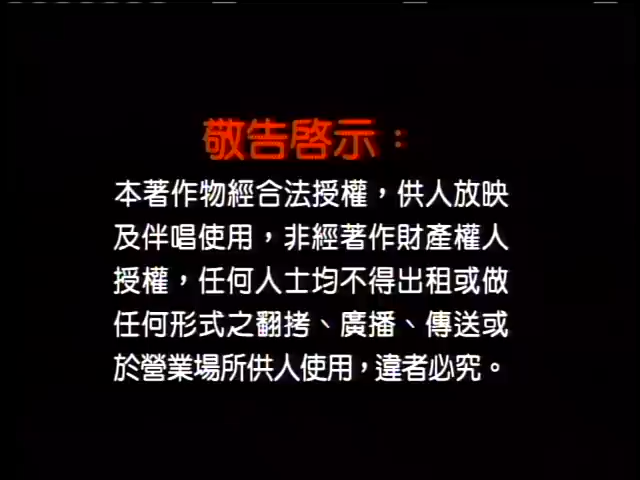 敬告啓示：
本著作物經合法授權，供人放映
及伴唱使用，非經著作財產權人
授權，任何人士均不得出租或做
任何形式之翻拷、廣播、傳送或
於營業場所供人使用，違者必究。